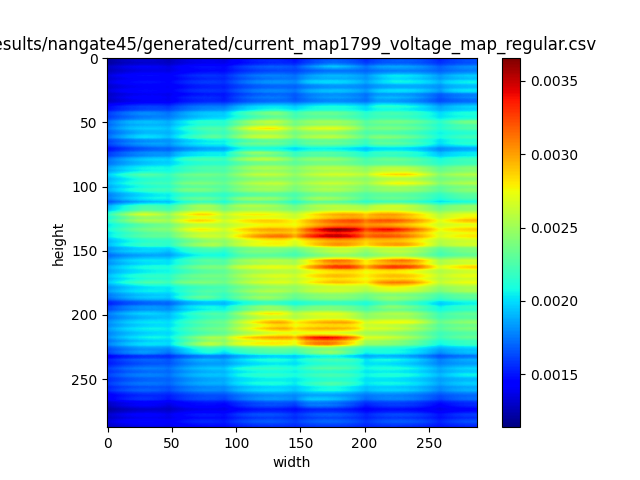 esults/nangate45/generated/current_map1799_voltage_map_regular.csv
0
50
100
150
200
250
height
0 50 100 150 200 250
width
0.0035
0.0030
0.0025
0.0020
0.0015